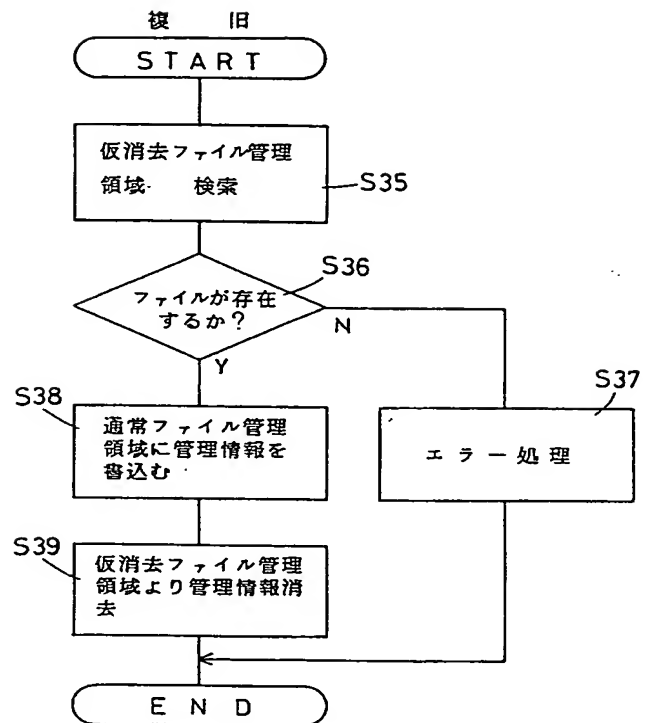 復 旧
START
仮消去ファイル管理
領域 検索
S35
S36
ファイルが存在
するか？
N
Y
S38
通常ファイル管理
領域に管理情報を
書込む
S37
エラー処理
S39
仮消去ファイル管理
領域より管理情報消
去
END